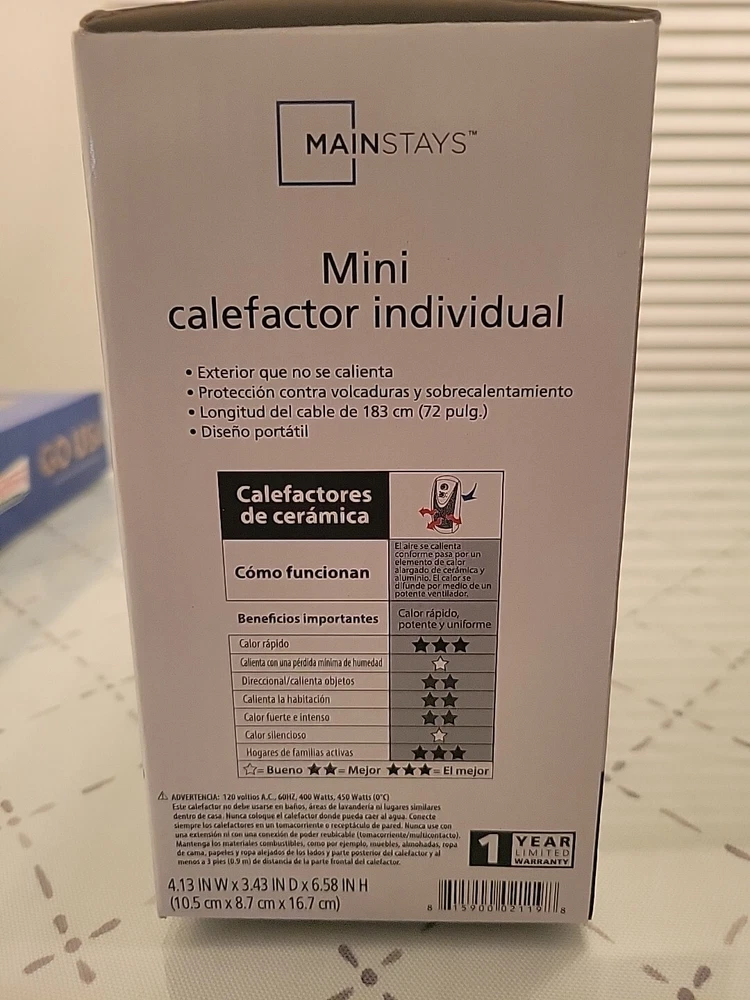 MAINSTAYS™
Mini
calefactor individual
• Exterior que no se calienta
• Protección contra volcaduras y sobrecalentamiento
• Longitud del cable de 183 cm (72 pulg.)
• Diseño portátil
Calefactores
de cerámica
Cómo funcionan
El aire se calienta
conforme pasa por un
elemento de calor
alargado de cerámica y
aluminio. El calor se
difunde por medio de un
potente ventilador.
Beneficios importantes
Calor rápido,
potente y uniforme
Calor rápido ★★★
Calienta con una pérdida mínima de humedad ☆
Direccional/calienta objetos ★★
Calienta la habitación ★★
Calor fuerte e intenso ★★
Calor silencioso ☆
Hogares de familias activas ★★★
☆= Bueno ★★= Mejor ★★★= El mejor
⚠ ADVERTENCIA: 120 voltios A.C., 60HZ, 400 Watts, 450 Watts (0°C)
Este calefactor no debe usarse en baños, áreas de lavandería ni lugares similares
dentro de casa. Nunca coloque el calefactor donde pueda caer al agua. Conecte
siempre los calefactores en un tomacorriente o receptáculo de pared. Nunca use con
una extensión ni con una conexión de poder reubicable (tomacorriente/multicontacto).
Mantenga los materiales combustibles, como por ejemplo, muebles, almohadas, ropa
de cama, papeles y ropa alejados de los lados y parte posterior del calefactor y al
menos a 3 pies (0.9 m) de distancia de la parte frontal del calefactor.
1 YEAR
LIMITED
WARRANTY
4.13 IN W x 3.43 IN D x 6.58 IN H
(10.5 cm x 8.7 cm x 16.7 cm)
8 15900 02119 8
GO